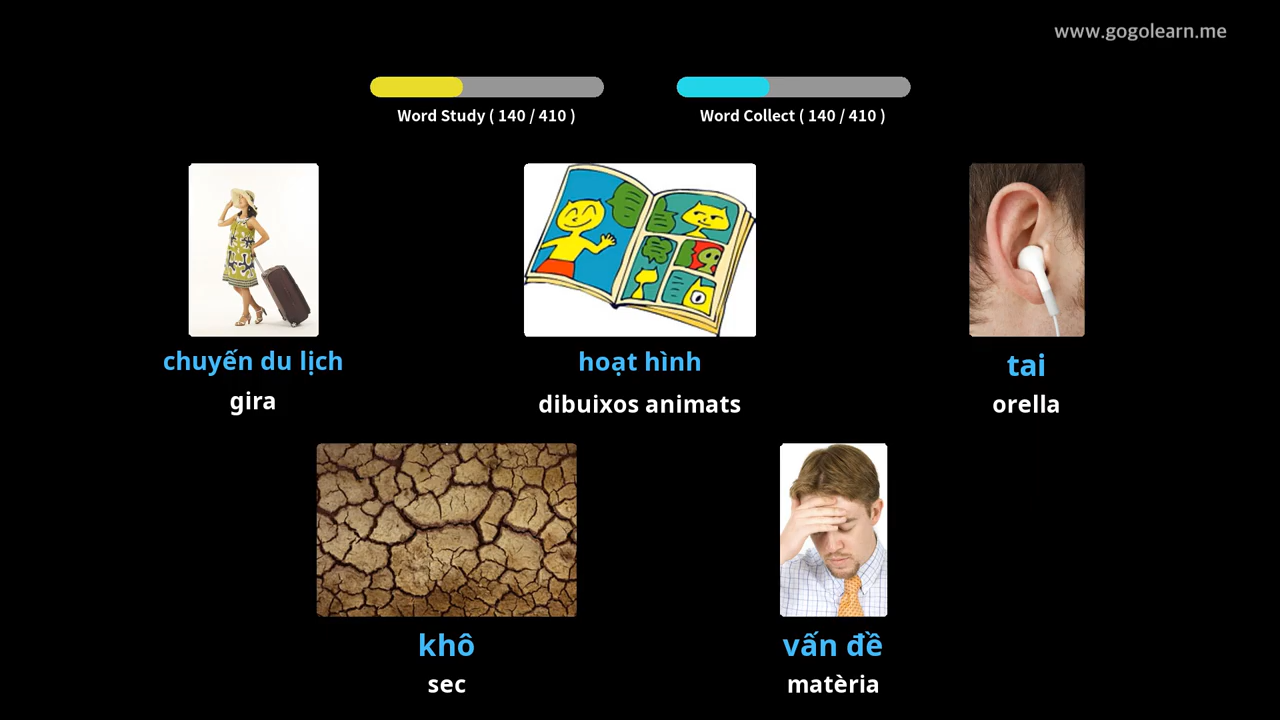 www.gogolearn.me
Word Study ( 140 / 410 )
Word Collect ( 140 / 410 )
chuyến du lịch
gira
hoạt hình
dibuixos animats
tai
orella
khô
sec
vấn đề
matèria